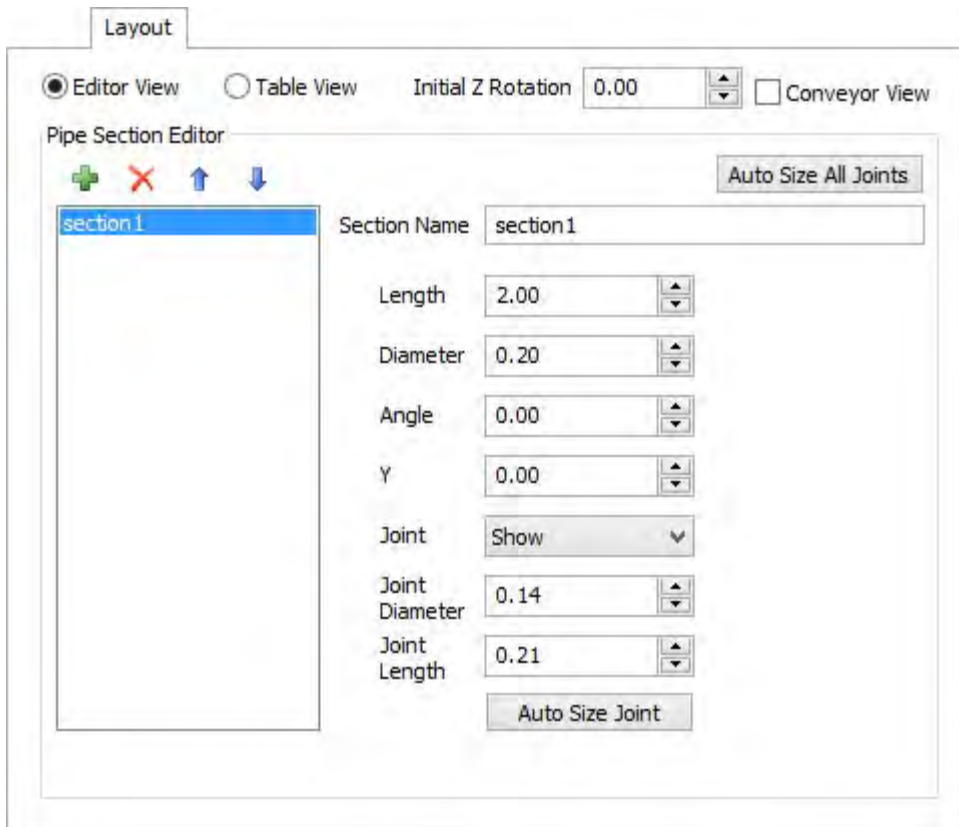 Layout
Editor View Table View Initial Z Rotation 0.00 Conveyor View
Pipe Section Editor
Auto Size All Joints
section1
Section Name section1
Length 2.00
Diameter 0.20
Angle 0.00
Y 0.00
Joint Show
Joint
Diameter 0.14
Joint
Length 0.21
Auto Size Joint